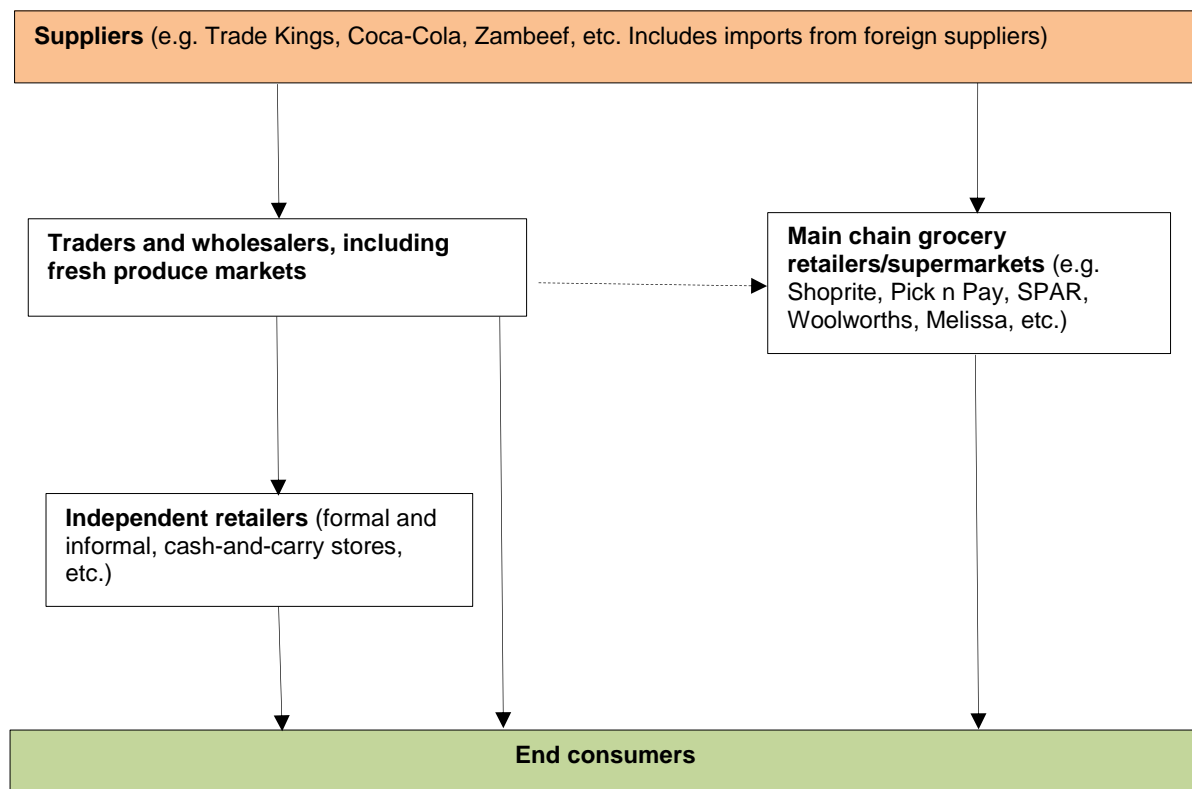 Suppliers (e.g. Trade Kings, Coca-Cola, Zambeef, etc. Includes imports from foreign suppliers)
Traders and wholesalers, including
fresh produce markets
Main chain grocery
retailers/supermarkets (e.g.
Shoprite, Pick n Pay, SPAR,
Woolworths, Melissa, etc.)
Independent retailers (formal and
informal, cash-and-carry stores,
etc.)
End consumers